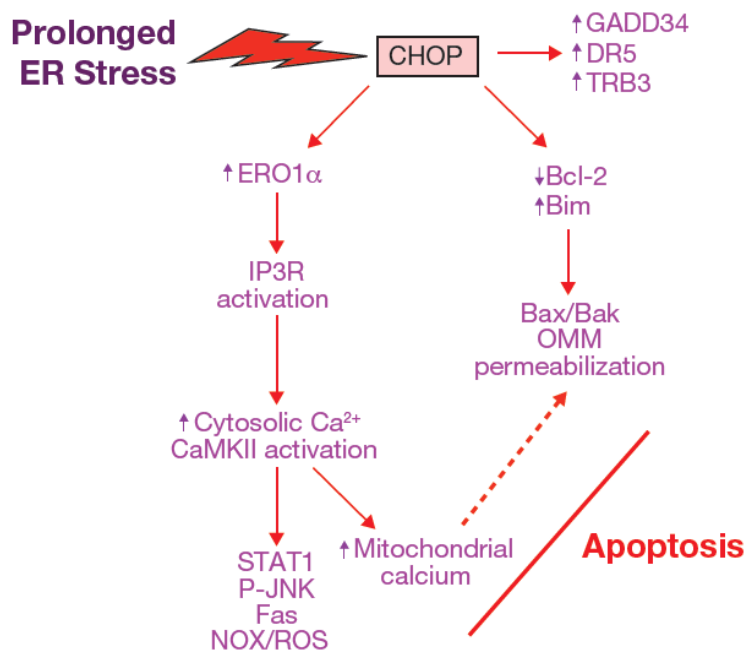 Prolonged
ER Stress
CHOP
↑GADD34
↑DR5
↑TRB3
↑ERO1α
↓Bcl-2
↑Bim
IP3R
activation
Bax/Bak
OMM
permeabilization
↑Cytosolic Ca²⁺
CaMKII activation
STAT1
P-JNK
Fas
NOX/ROS
↑Mitochondrial
calcium
Apoptosis